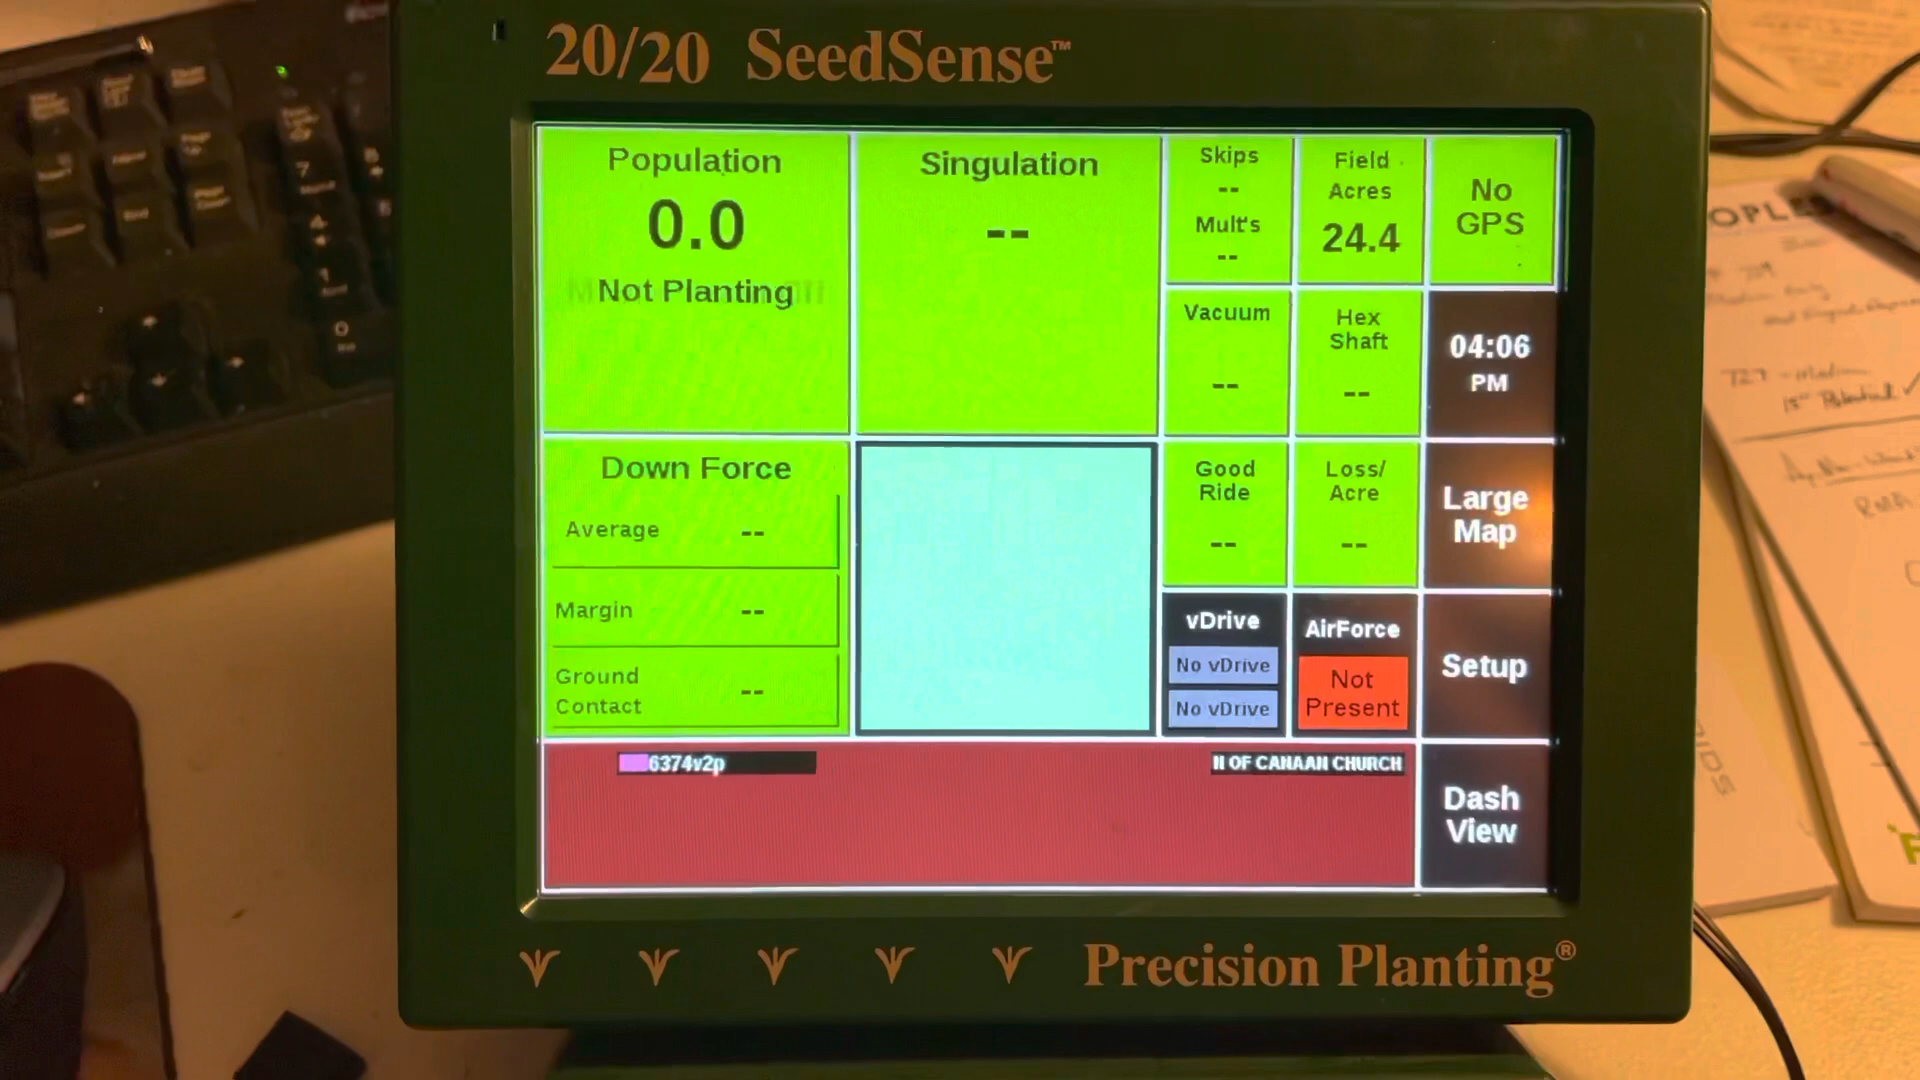 20/20 SeedSense™
Population
0.0
Not Planting
Singulation
--
Skips
--
Mult's
--
Field
Acres
24.4
No
GPS
Vacuum
--
Hex
Shaft
--
04:06
PM
Down Force
Average --
Margin --
Ground
Contact --
Good
Ride
--
Loss/
Acre
--
Large
Map
vDrive
No vDrive
No vDrive
AirForce
Not
Present
Setup
6374v2p
N OF CANAAN CHURCH
Dash
View
Precision Planting®
OPLE